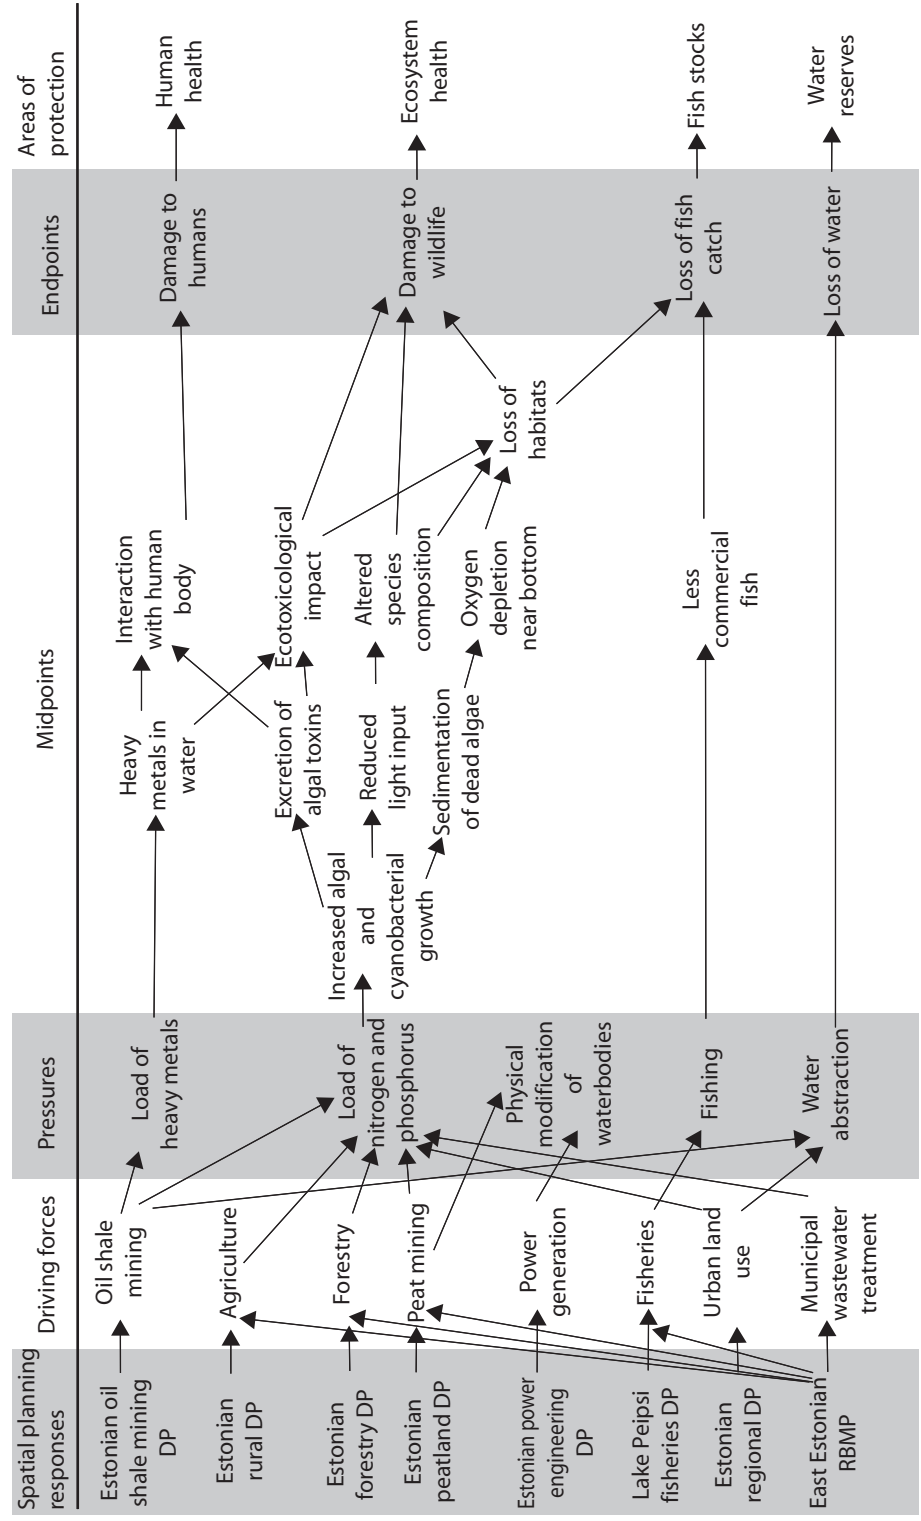 Spatial planning
responses
Driving forces
Pressures
Midpoints
Endpoints
Areas of
protection
Estonian oil
shale mining
DP
Oil shale
mining
Load of
heavy metals
Heavy
metals in
water
Interaction
with human
body
Damage to
humans
Human
health
Estonian
rural DP
Agriculture
Excretion of
algal toxins
Ecotoxicological
impact
Estonian
forestry DP
Forestry
Load of
nitrogen and
phosphorus
Increased algal
and
cyanobacterial
growth
Reduced
light input
Altered
species
composition
Damage to
wildlife
Ecosystem
health
Estonian
peatland DP
Peat mining
Sedimentation
of dead algae
Oxygen
depletion
near bottom
Loss of
habitats
Estonian power
engineering
DP
Power
generation
Physical
modification
of
waterbodies
Lake Peipsi
fisheries DP
Fisheries
Fishing
Less
commercial
fish
Loss of fish
catch
Fish stocks
Estonian
regional DP
Urban land
use
East Estonian
RBMP
Municipal
wastewater
treatment
Water
abstraction
Loss of water
Water
reserves